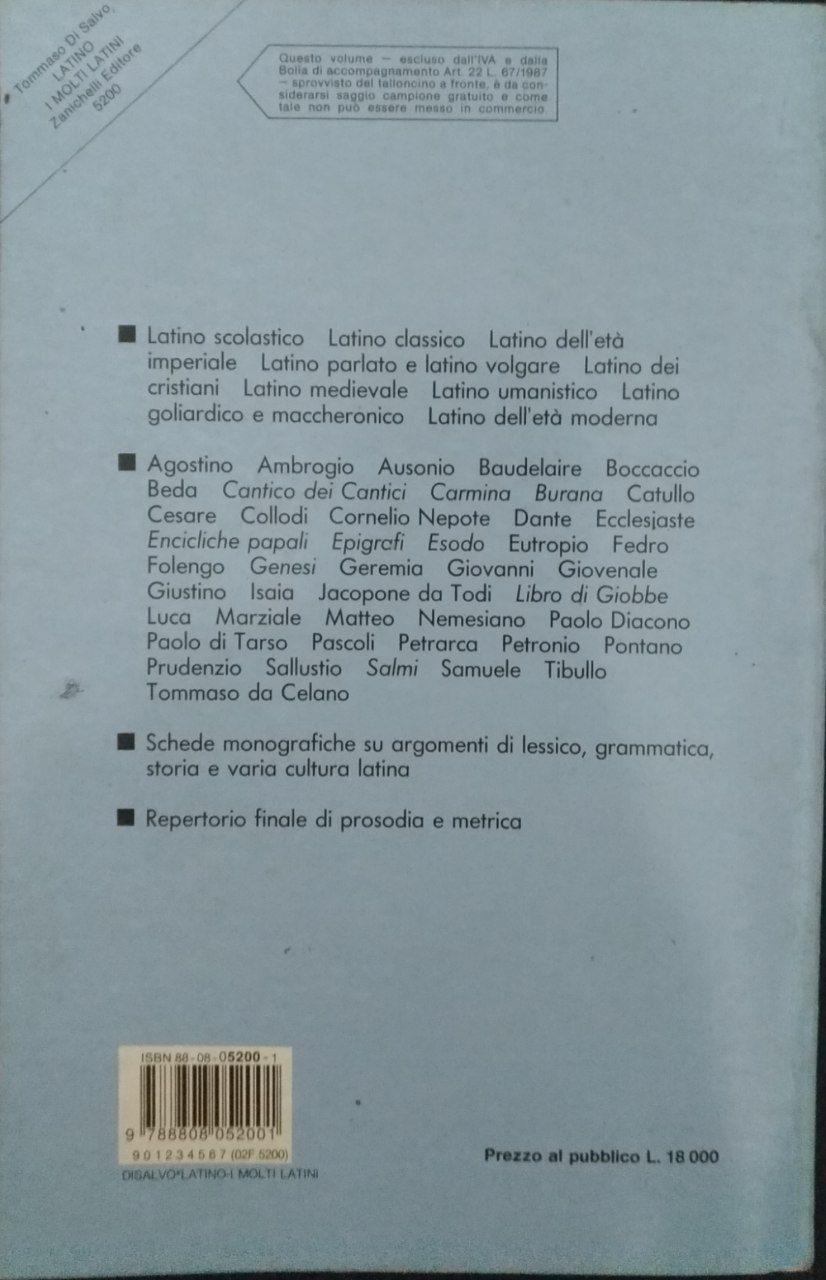 Tommaso Di Salvo,
LATINO
I MOLTI LATINI
Zanichelli Editore
5200
Questo volume – escluso dall'IVA e dalla
Bolla di accompagnamento Art. 22 L. 67/1987
– sprovvisto del talloncino a fronte, è da con-
siderarsi saggio campione gratuito e come
tale non può essere messo in commercio.
■ Latino scolastico Latino classico Latino dell'età
imperiale Latino parlato e latino volgare Latino dei
cristiani Latino medievale Latino umanistico Latino
goliardico e maccheronico Latino dell'età moderna
■ Agostino Ambrogio Ausonio Baudelaire Boccaccio
Beda Cantico dei Cantici Carmina Burana Catullo
Cesare Collodi Cornelio Nepote Dante Ecclesiaste
Encicliche papali Epigrafi Esodo Eutropio Fedro
Folengo Genesi Geremia Giovanni Giovenale
Giustino Isaia Jacopone da Todi Libro di Giobbe
Luca Marziale Matteo Nemesiano Paolo Diacono
Paolo di Tarso Pascoli Petrarca Petronio Pontano
Prudenzio Sallustio Salmi Samuele Tibullo
Tommaso da Celano
■ Schede monografiche su argomenti di lessico, grammatica,
storia e varia cultura latina
■ Repertorio finale di prosodia e metrica
ISBN 88-08-05200-1
9 788808 052001
9 0 1 2 3 4 5 6 7 (02F 5200)
DISALVO*LATINO-I MOLTI LATINI
Prezzo al pubblico L. 18 000